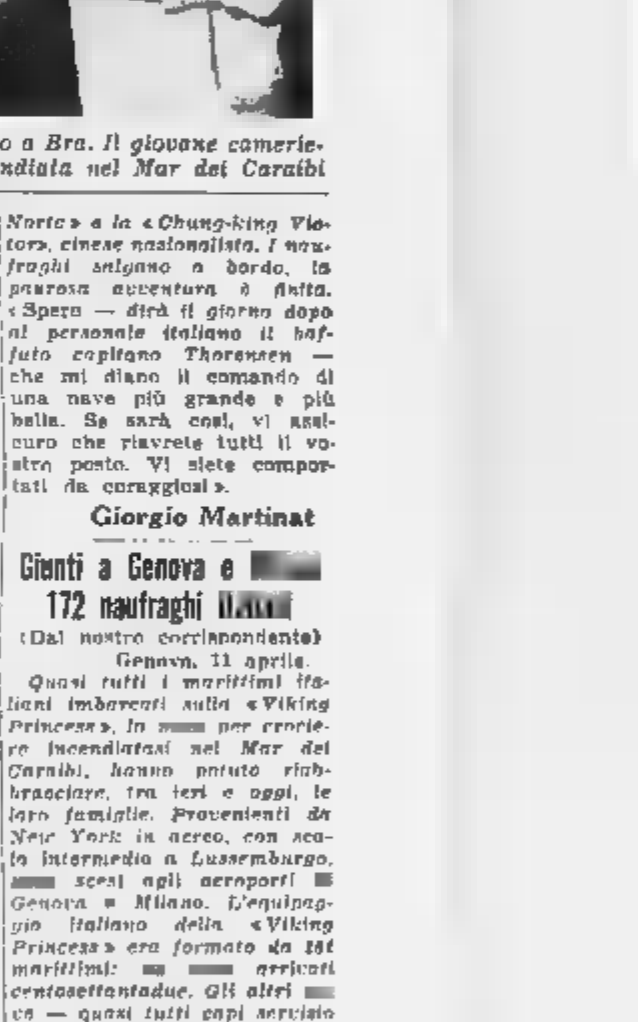 o a Bra. Il giovane camerie-
ndiata nel Mar dei Caraibi
Norte» e la «Chung-king Vic-
tor», cinese nazionalista. I nau-
fraghi salgono a bordo, la
paurosa avventura è finita.
«Spero — dirà il giorno dopo
al personale italiano il baf-
futo capitano Thorensen —
che mi diano il comando di
una nave più grande e più
bella. Se sarà così, vi assi-
curo che riavrete tutti il vo-
stro posto. Vi siete compor-
tati da coraggiosi».
Giorgio Martinat
Giunti a Genova e
172 naufraghi
(Dal nostro corrispondente)
Genova, 11 aprile.
Quasi tutti i marittimi ita-
liani imbarcati sulla «Viking
Princess», la per crocie-
re incendiatasi nel Mar dei
Caraibi, hanno potuto riab-
bracciare, tra ieri e oggi, le
loro famiglie. Provenienti da
New York in aereo, con sca-
lo intermedio a Lussemburgo,
scesi agli aeroporti
Genova e Milano. L'equipag-
gio italiano della «Viking
Princess» era formato da
marittimi: arrivati
centosettantadue. Gli altri
— quasi tutti capi servizio